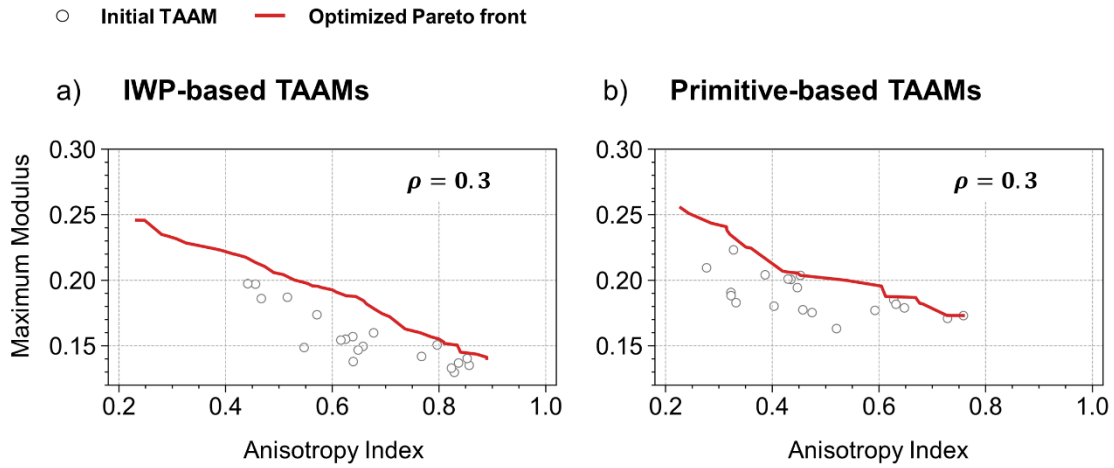 Initial TAAM Optimized Pareto front
a) IWP-based TAAMs
b) Primitive-based TAAMs
Maximum Modulus
0.30
0.25
0.20
0.15
ρ = 0.3
0.2 0.4 0.6 0.8 1.0
Anisotropy Index
0.30
0.25
0.20
0.15
ρ = 0.3
0.2 0.4 0.6 0.8 1.0
Anisotropy Index